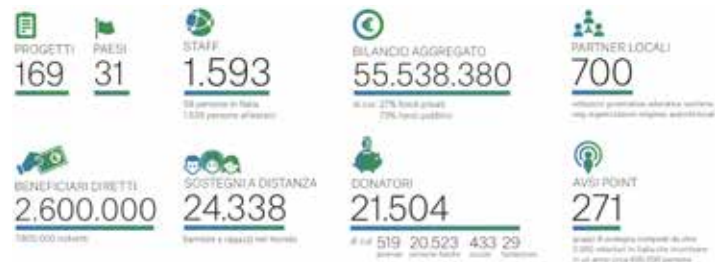 PROGETTI
169
PAESI
31
STAFF
1.593
BILANCIO AGGREGATO
55.538.380
di cui 27% fondi privati
73% fondi pubblici
PARTNER LOCALI
700
BENEFICIARI DIRETTI
2.600.000
SOSTEGNI A DISTANZA
24.338
bambini e ragazzi nel mondo
DONATORI
21.504
di cui 519 20.523 433 29
AVSI POINT
271